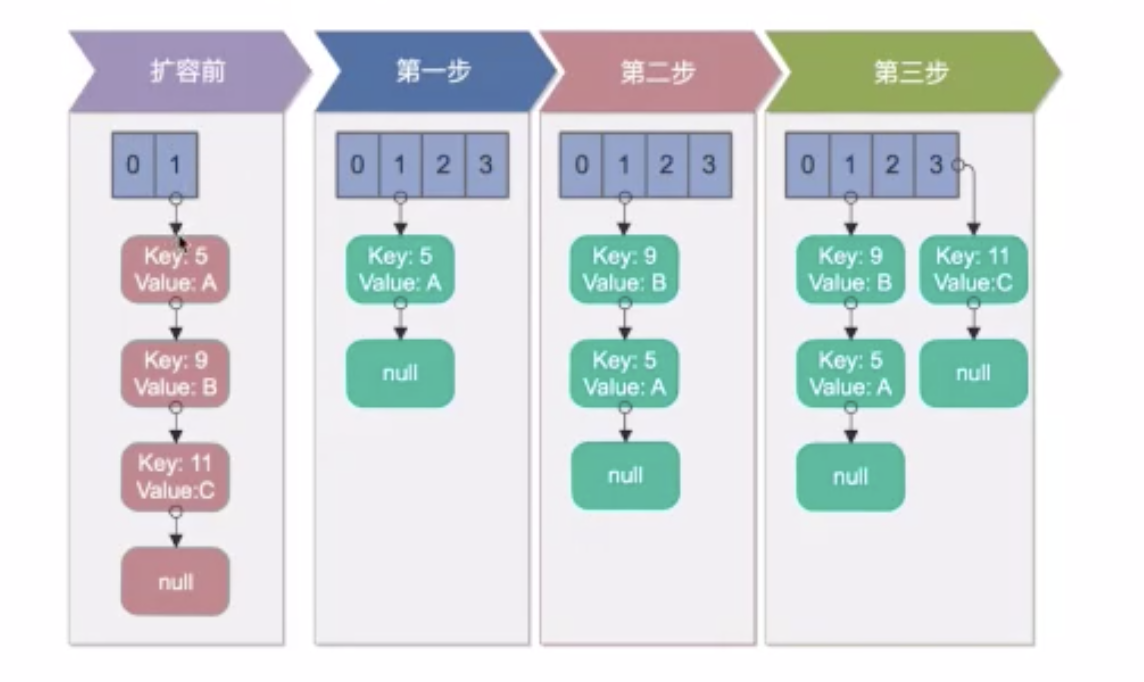 扩容前
0 1
Key: 5
Value: A
Key: 9
Value: B
Key: 11
Value:C
null
第一步
0 1 2 3
Key: 5
Value: A
null
第二步
0 1 2 3
Key: 9
Value: B
Key: 5
Value: A
null
第三步
0 1 2 3
Key: 9
Value: B
Key: 11
Value:C
Key: 5
Value: A
null
null